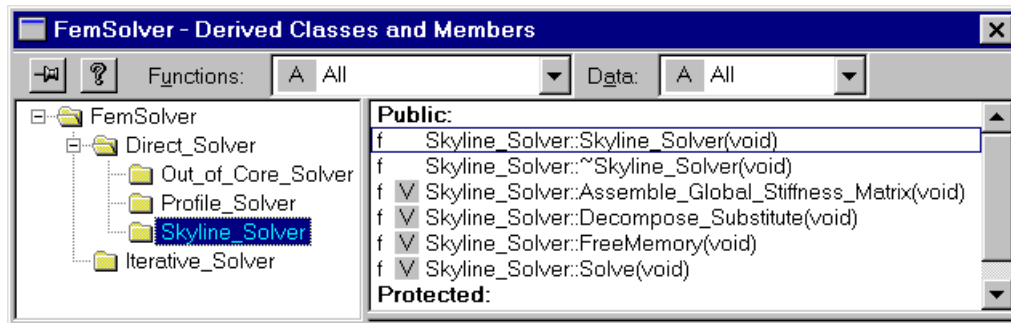 FemSolver - Derived Classes and Members
Functions: A All Data: A All
FemSolver
Direct_Solver
Out_of_Core_Solver
Profile_Solver
Skyline_Solver
Iterative_Solver
Public:
f Skyline_Solver::Skyline_Solver(void)
f Skyline_Solver::~Skyline_Solver(void)
f V Skyline_Solver::Assemble_Global_Stiffness_Matrix(void)
f V Skyline_Solver::Decompose_Substitute(void)
f V Skyline_Solver::FreeMemory(void)
f V Skyline_Solver::Solve(void)
Protected: